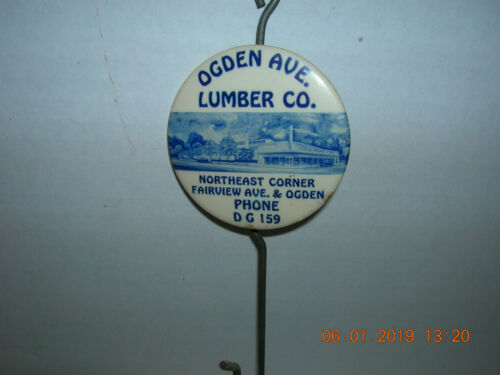 OGDEN AVE.
LUMBER CO.
NORTHEAST CORNER
FAIRVIEW AVE. & OGDEN
PHONE
D G 159
06.01.2019 13:20